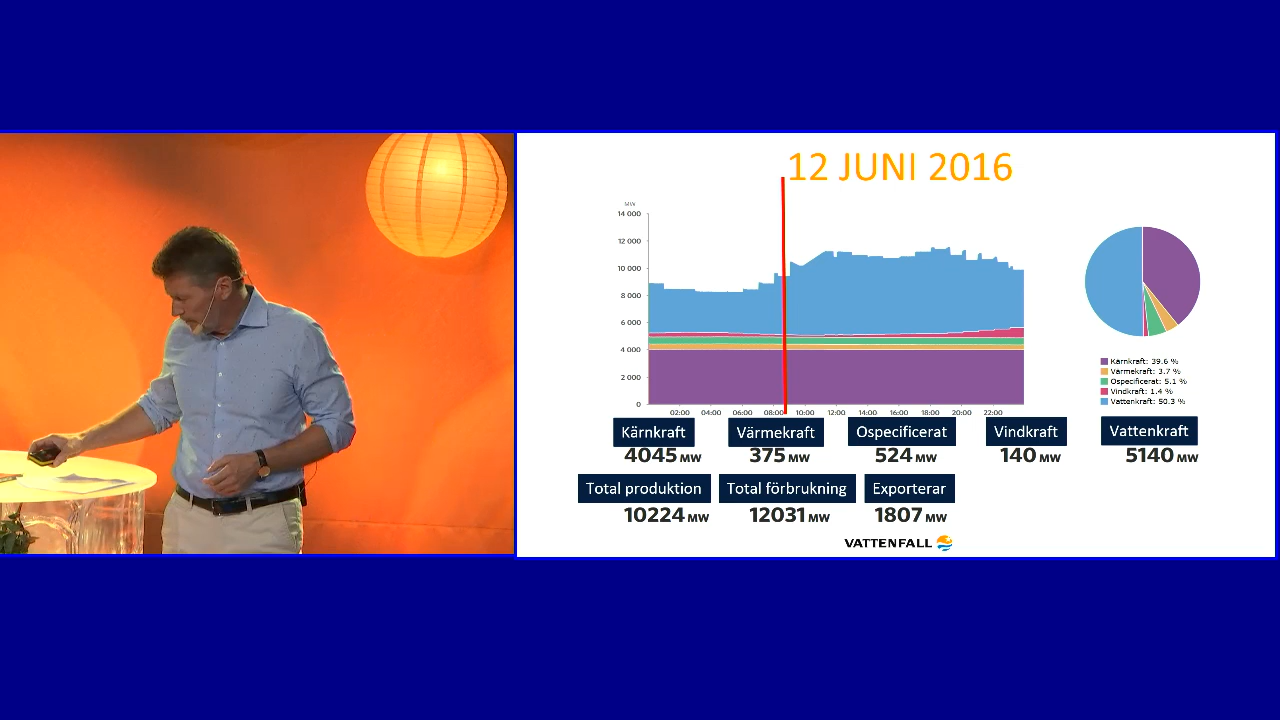 12 JUNI 2016
MW
14 000
12 000
10 000
8 000
6 000
4 000
2 000
0
02:00 04:00 06:00 08:00 10:00 12:00 14:00 16:00 18:00 20:00 22:00
Kärnkraft: 39.6 %
Värmekraft: 3.7 %
Ospecificerat: 5.1 %
Vindkraft: 1.4 %
Vattenkraft: 50.3 %
Kärnkraft Värmekraft Ospecificerat Vindkraft Vattenkraft
4045 MW 375 MW 524 MW 140 MW 5140 MW
Total produktion Total förbrukning Exporterar
10224 MW 12031 MW 1807 MW
VATTENFALL